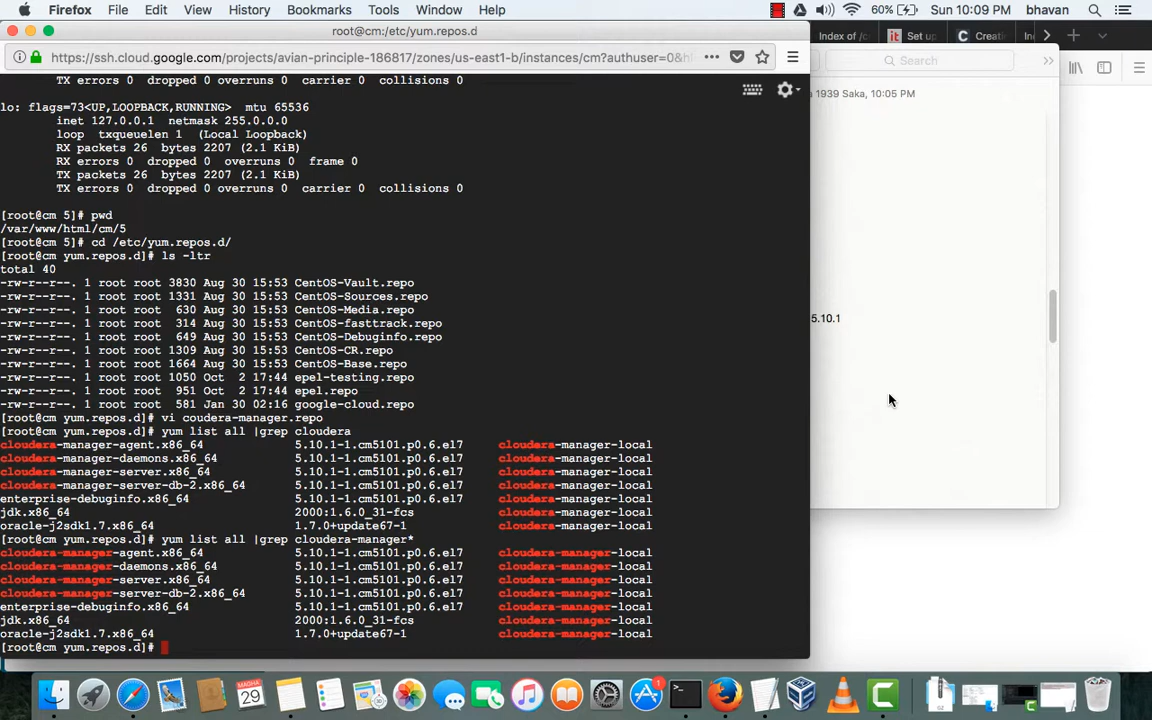 Firefox File Edit View History Bookmarks Tools Window Help 60% Sun 10:09 PM bhavan
root@cm:/etc/yum.repos.d
Index of / Set up Creati In
https://ssh.cloud.google.com/projects/avian-principle-186817/zones/us-east1-b/instances/cm?authuser=0&h
Search
1939 Saka, 10:05 PM
TX errors 0 dropped 0 overruns 0 carrier 0 collisions 0
lo: flags=73<UP,LOOPBACK,RUNNING> mtu 65536
inet 127.0.0.1 netmask 255.0.0.0
loop txqueuelen 1 (Local Loopback)
RX packets 26 bytes 2207 (2.1 KiB)
RX errors 0 dropped 0 overruns 0 frame 0
TX packets 26 bytes 2207 (2.1 KiB)
TX errors 0 dropped 0 overruns 0 carrier 0 collisions 0
[root@cm 5]# pwd
/var/www/html/cm/5
[root@cm 5]# cd /etc/yum.repos.d/
[root@cm yum.repos.d]# ls -ltr
total 40
-rw-r--r--. 1 root root 3830 Aug 30 15:53 CentOS-Vault.repo
-rw-r--r--. 1 root root 1331 Aug 30 15:53 CentOS-Sources.repo
-rw-r--r--. 1 root root 630 Aug 30 15:53 CentOS-Media.repo
-rw-r--r--. 1 root root 314 Aug 30 15:53 CentOS-fasttrack.repo
-rw-r--r--. 1 root root 649 Aug 30 15:53 CentOS-Debuginfo.repo
-rw-r--r--. 1 root root 1309 Aug 30 15:53 CentOS-CR.repo
-rw-r--r--. 1 root root 1664 Aug 30 15:53 CentOS-Base.repo
-rw-r--r--. 1 root root 1050 Oct 2 17:44 epel-testing.repo
-rw-r--r--. 1 root root 951 Oct 2 17:44 epel.repo
-rw-r--r--. 1 root root 581 Jan 30 02:16 google-cloud.repo
[root@cm yum.repos.d]# vi coudera-manager.repo
[root@cm yum.repos.d]# yum list all |grep cloudera
cloudera-manager-agent.x86_64 5.10.1-1.cm5101.p0.6.el7 cloudera-manager-local
cloudera-manager-daemons.x86_64 5.10.1-1.cm5101.p0.6.el7 cloudera-manager-local
cloudera-manager-server.x86_64 5.10.1-1.cm5101.p0.6.el7 cloudera-manager-local
cloudera-manager-server-db-2.x86_64 5.10.1-1.cm5101.p0.6.el7 cloudera-manager-local
enterprise-debuginfo.x86_64 5.10.1-1.cm5101.p0.6.el7 cloudera-manager-local
jdk.x86_64 2000:1.6.0_31-fcs cloudera-manager-local
oracle-j2sdk1.7.x86_64 1.7.0+update67-1 cloudera-manager-local
[root@cm yum.repos.d]# yum list all |grep cloudera-manager*
cloudera-manager-agent.x86_64 5.10.1-1.cm5101.p0.6.el7 cloudera-manager-local
cloudera-manager-daemons.x86_64 5.10.1-1.cm5101.p0.6.el7 cloudera-manager-local
cloudera-manager-server.x86_64 5.10.1-1.cm5101.p0.6.el7 cloudera-manager-local
cloudera-manager-server-db-2.x86_64 5.10.1-1.cm5101.p0.6.el7 cloudera-manager-local
enterprise-debuginfo.x86_64 5.10.1-1.cm5101.p0.6.el7 cloudera-manager-local
jdk.x86_64 2000:1.6.0_31-fcs cloudera-manager-local
oracle-j2sdk1.7.x86_64 1.7.0+update67-1 cloudera-manager-local
[root@cm yum.repos.d]#
5.10.1
29
1